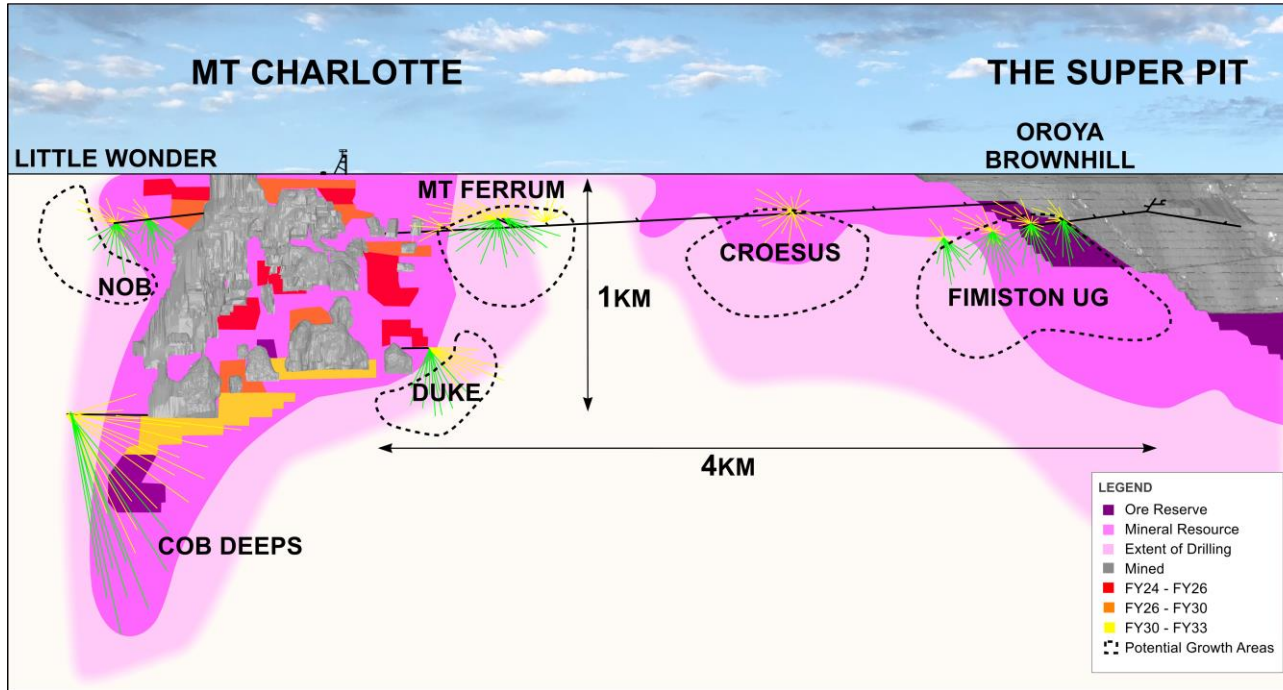 MT CHARLOTTE
THE SUPER PIT
OROYA
BROWNHILL
LITTLE WONDER
MT FERRUM
NOB
CROESUS
FIMISTON UG
1KM
DUKE
4KM
COB DEEPS
LEGEND
Ore Reserve
Mineral Resource
Extent of Drilling
Mined
FY24 - FY26
FY26 - FY30
FY30 - FY33
Potential Growth Areas